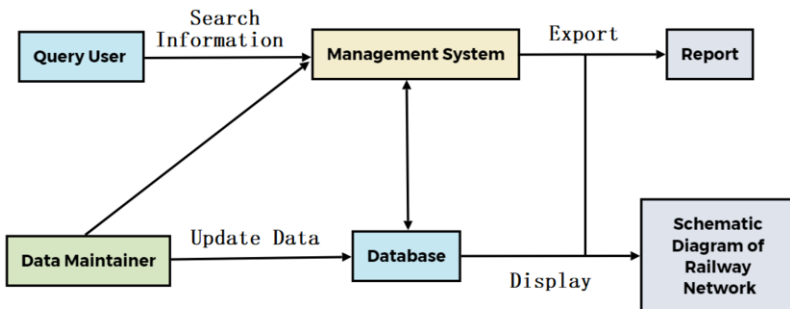 Search
Information
Query User
Management System
Export
Report
Data Maintainer
Update Data
Database
Display
Schematic
Diagram of
Railway
Network